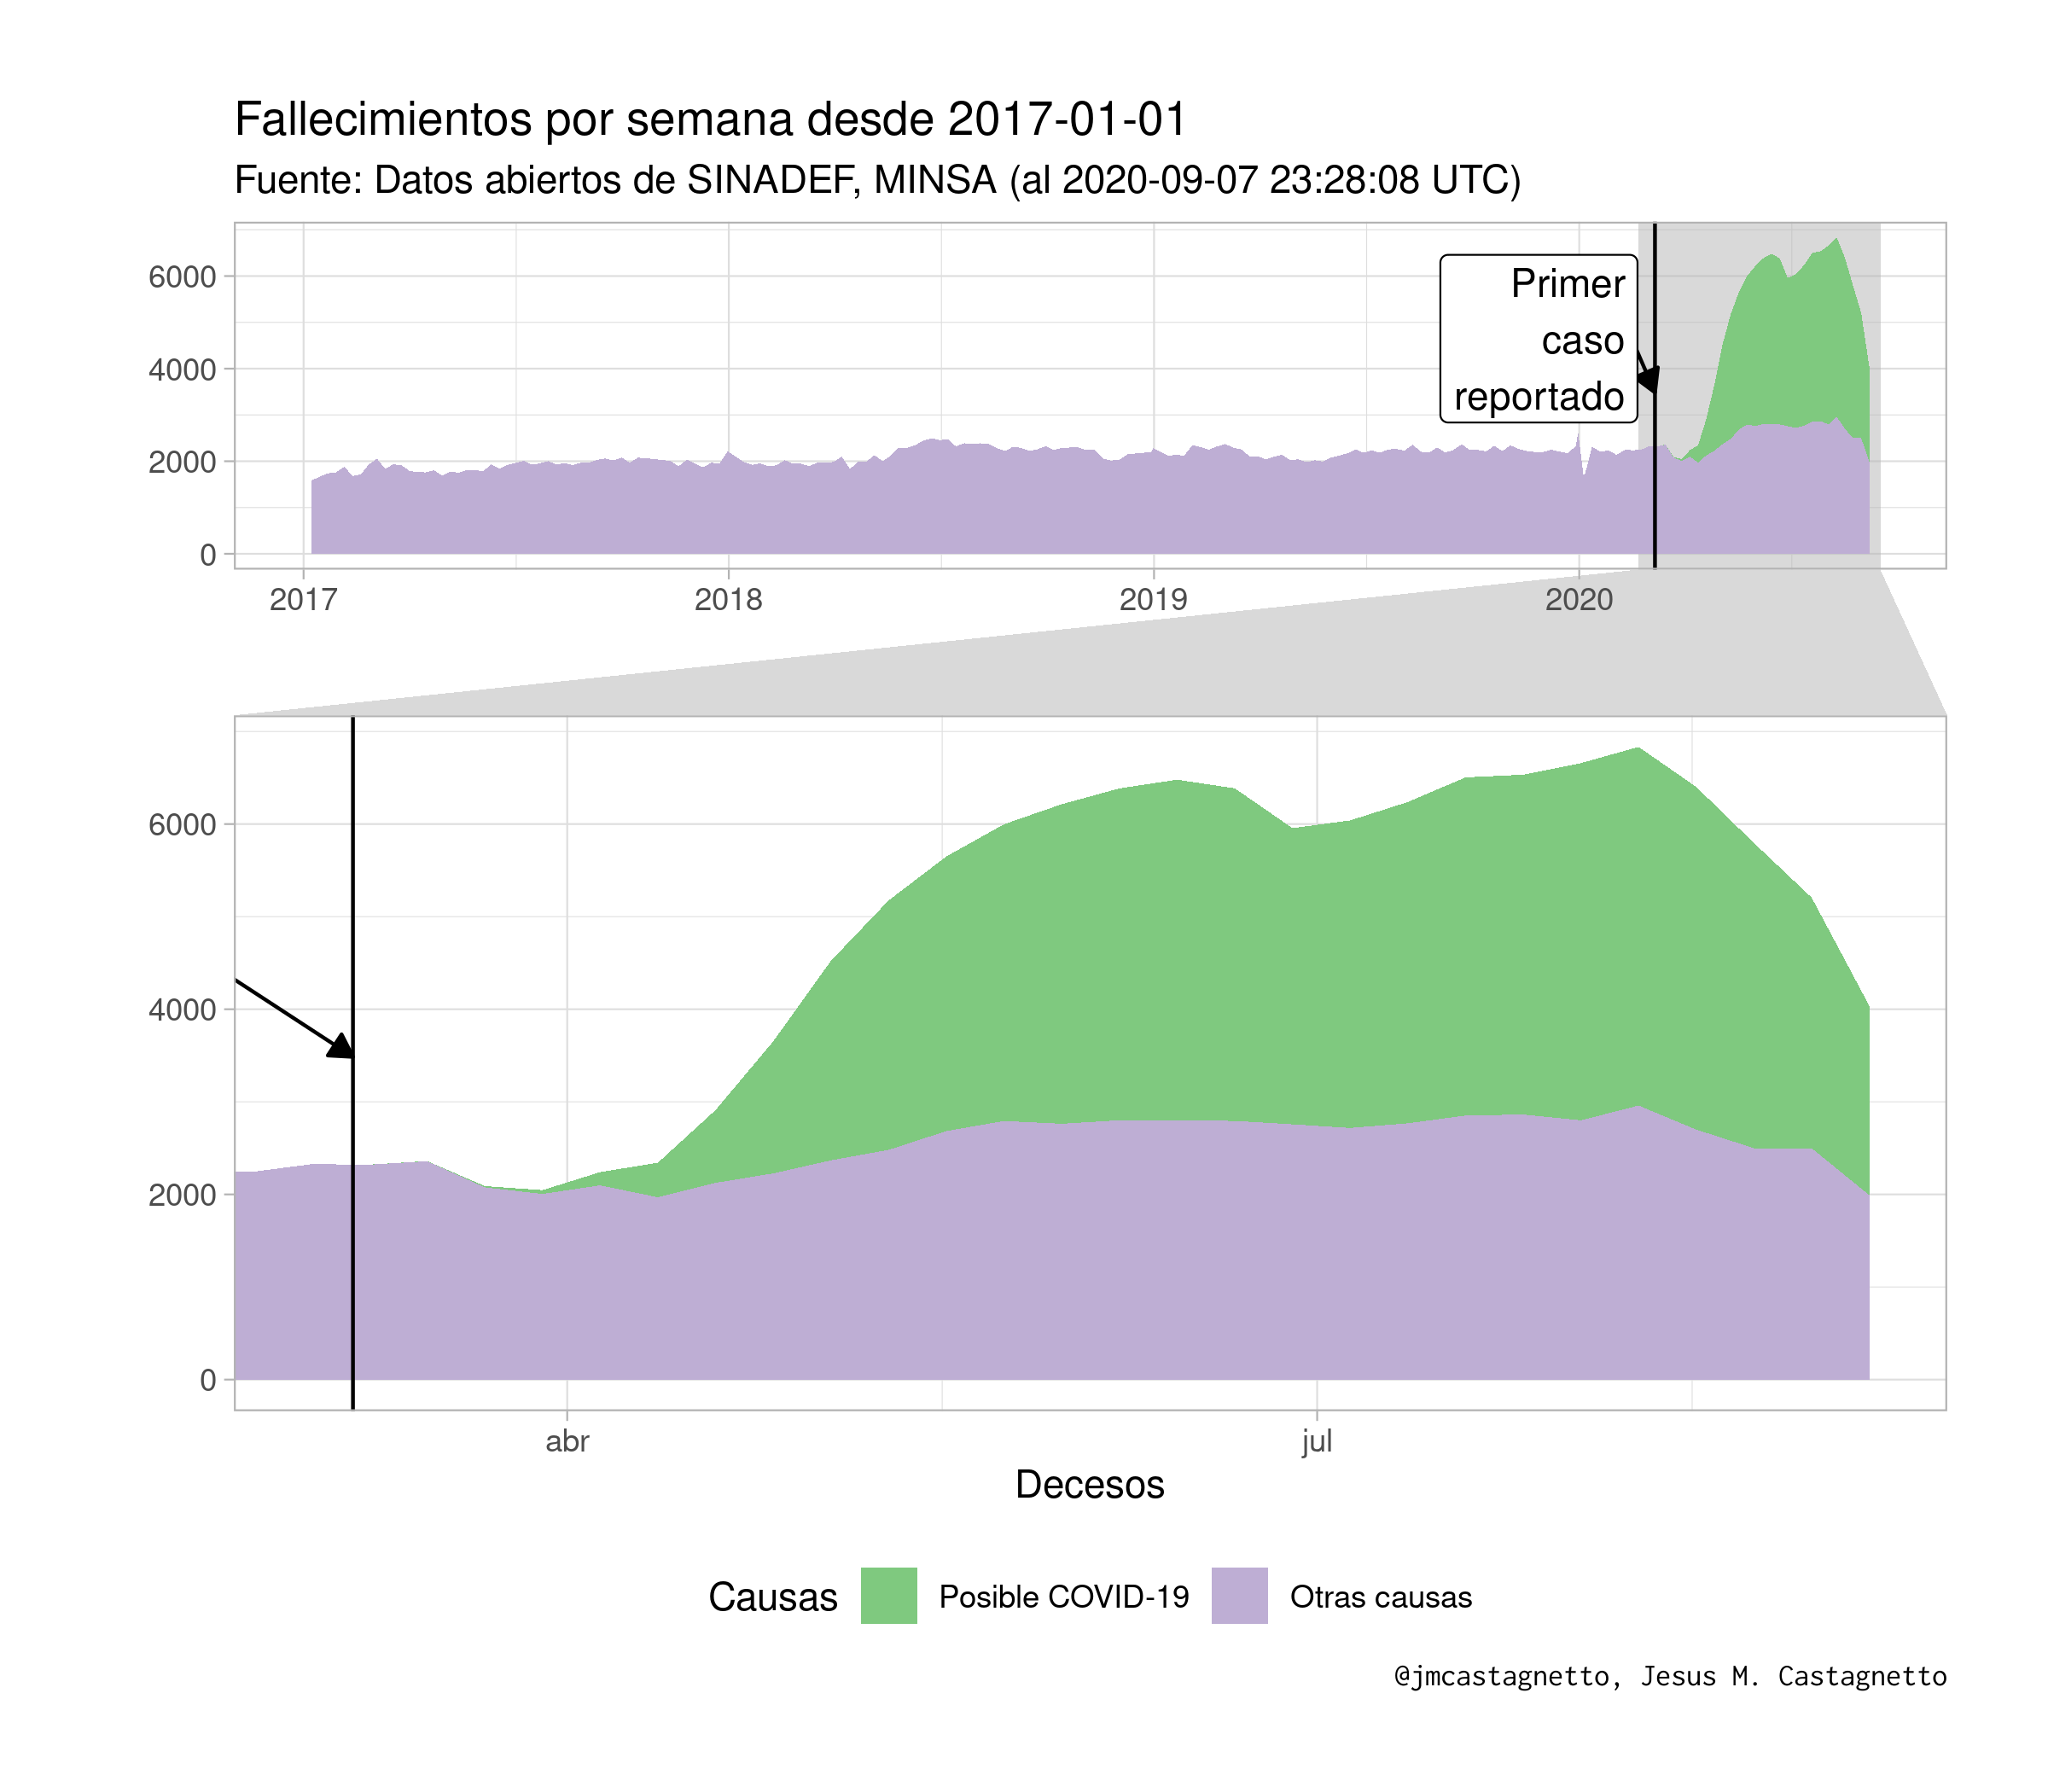 Fallecimientos por semana desde 2017-01-01
Fuente: Datos abiertos de SINADEF, MINSA (al 2020-09-07 23:28:08 UTC)
6000
4000
2000
0
Primer
caso
reportado
2017
2018
2019
2020
6000
4000
2000
0
abr
jul
Decesos
Causas
Posible COVID-19
Otras causas
@jmcastagnetto, Jesus M. Castagnetto